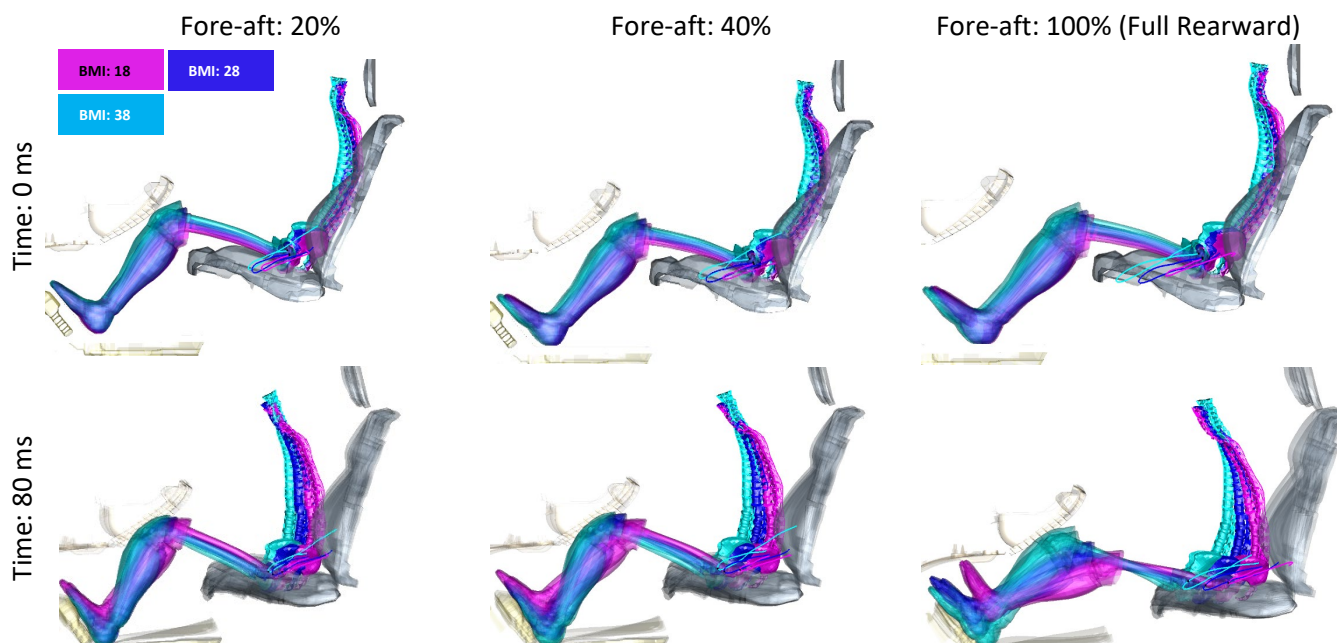 Fore-aft: 20%
Fore-aft: 40%
Fore-aft: 100% (Full Rearward)
BMI: 18
BMI: 28
BMI: 38
Time: 0 ms
Time: 80 ms